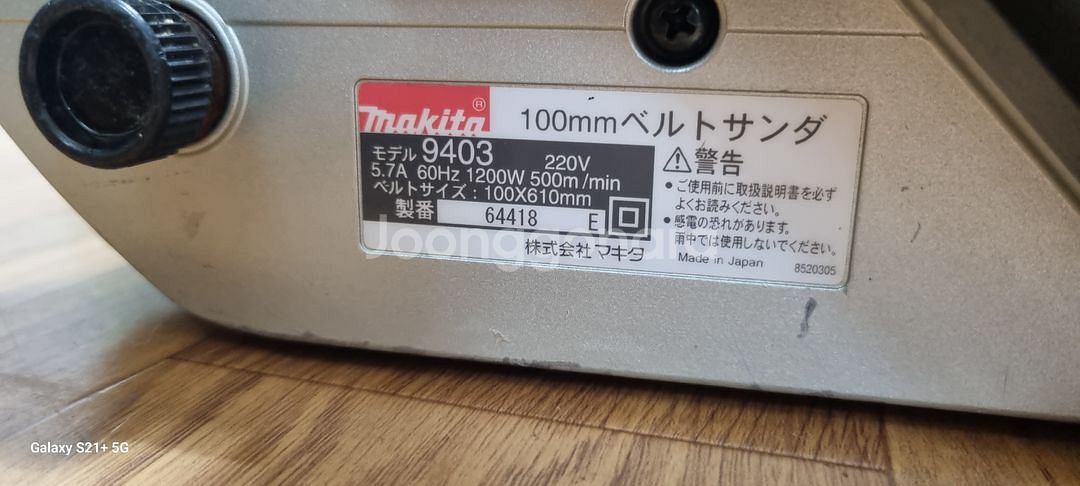 makita®
100mmベルトサンダ
モデル 9403 220V
5.7A 60Hz 1200W 500m/min
ベルトサイズ：100X610mm
製番 64418 E
株式会社 マキタ
⚠警告
●ご使用前に取扱説明書を必ず
よくお読みください。
●感電の恐れがあります。
雨中では使用しないでください。
Made in Japan 8520305
Joonggonara
Galaxy S21+ 5G